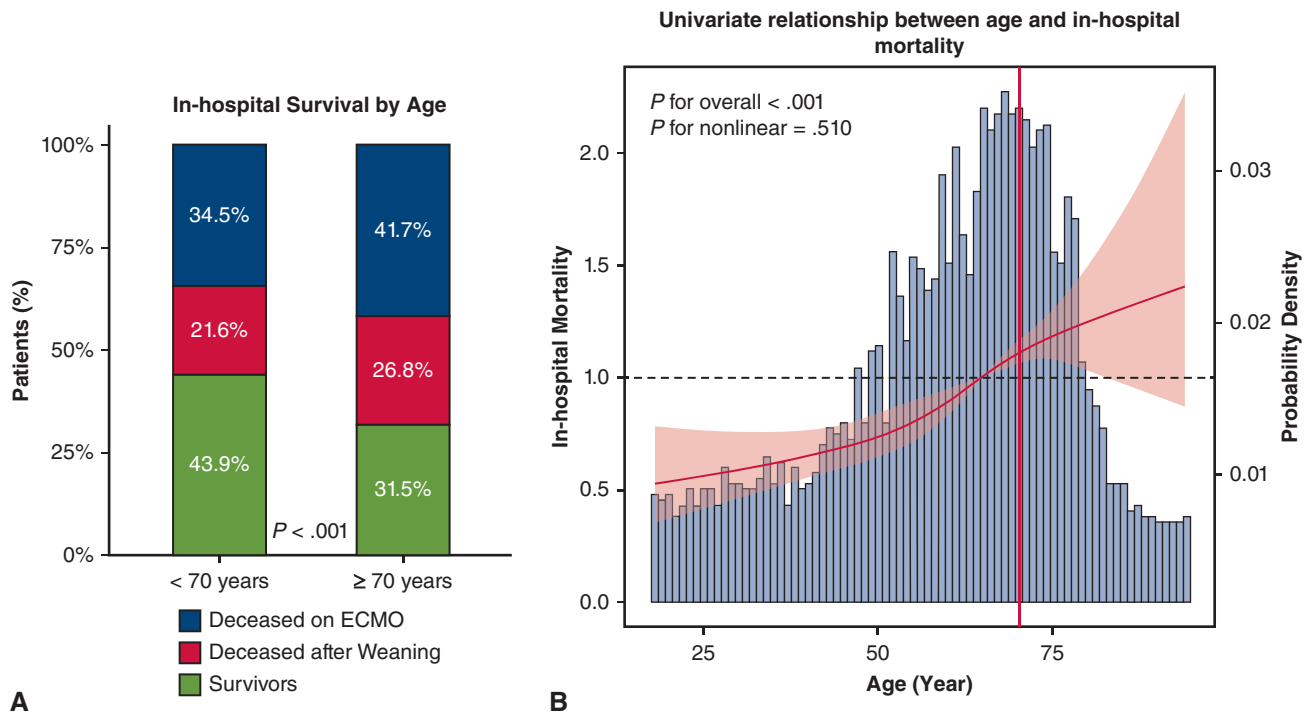 In-hospital Survival by Age
Patients (%)
100%
75%
50%
25%
0%
34.5%
21.6%
43.9%
41.7%
26.8%
31.5%
P < .001
< 70 years
≥ 70 years
Deceased on ECMO
Deceased after Weaning
Survivors
A
Univariate relationship between age and in-hospital
mortality
P for overall < .001
P for nonlinear = .510
In-hospital Mortality
2.0
1.5
1.0
0.5
0.0
Probability Density
0.03
0.02
0.01
25
50
75
Age (Year)
B